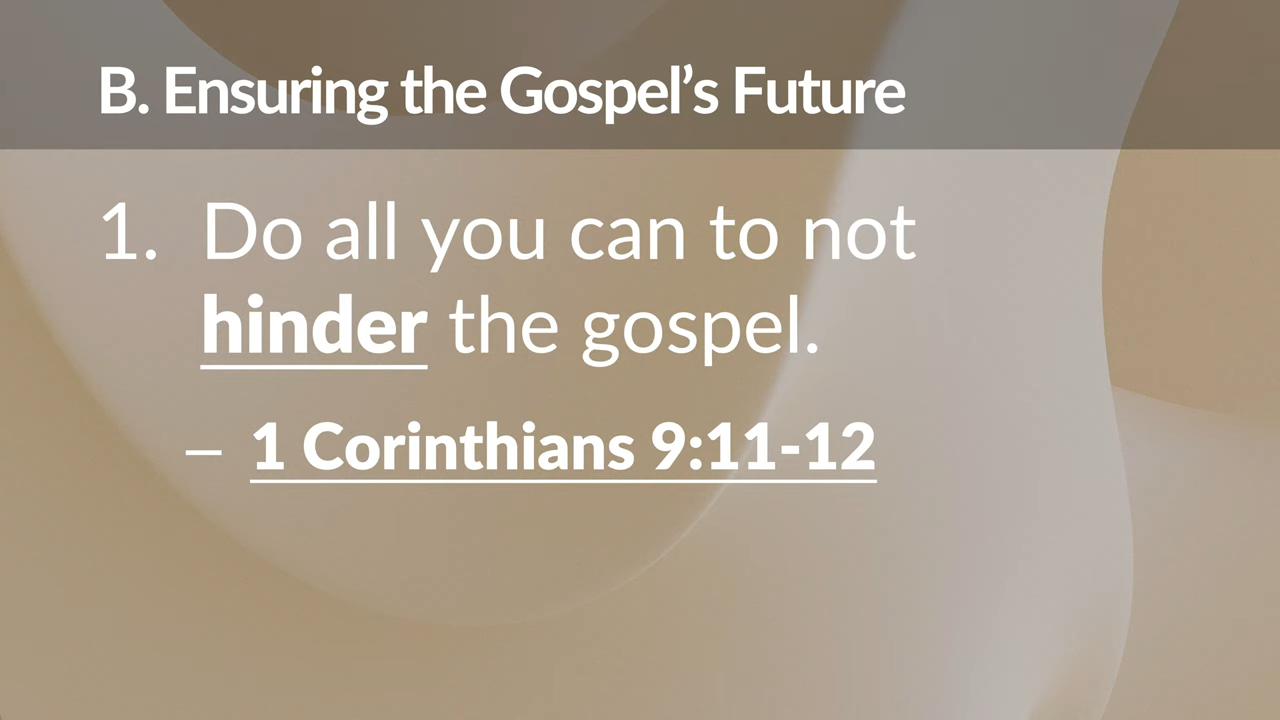 B. Ensuring the Gospel’s Future
1. Do all you can to not
hinder the gospel.
– 1 Corinthians 9:11-12